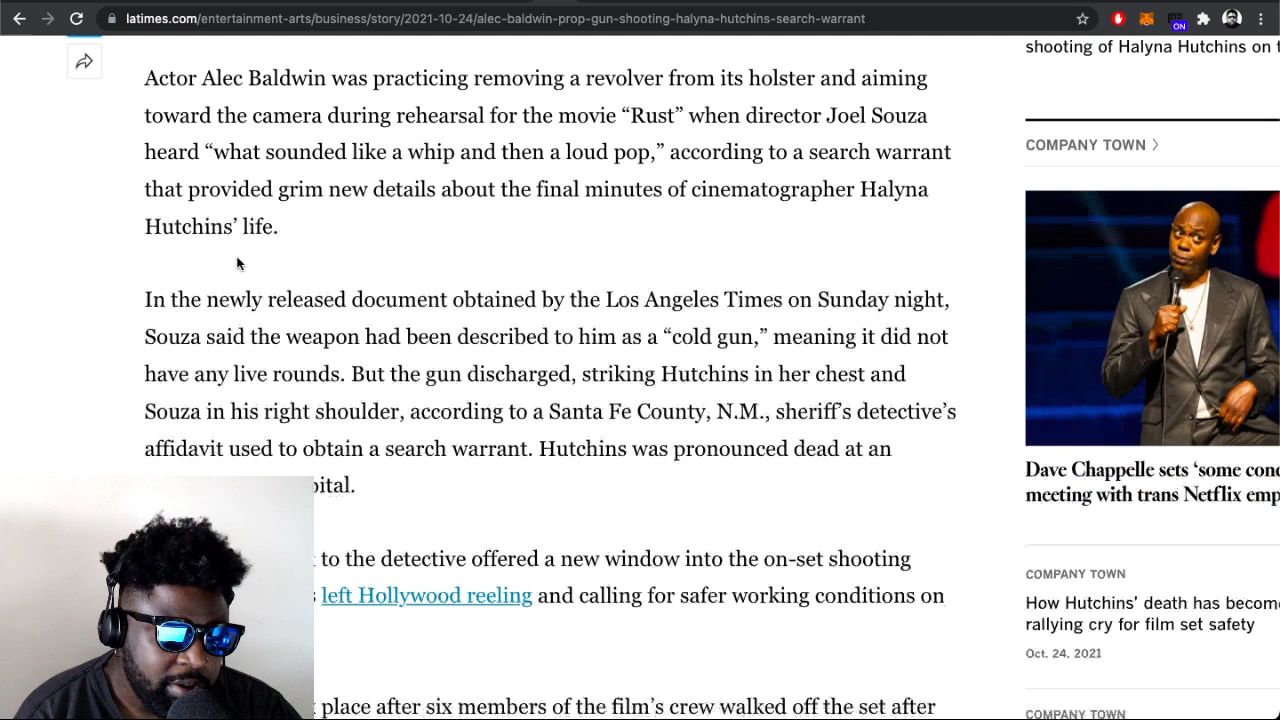 latimes.com/entertainment-arts/business/story/2021-10-24/alec-baldwin-prop-gun-shooting-halyna-hutchins-search-warrant
ON
Actor Alec Baldwin was practicing removing a revolver from its holster and aiming
toward the camera during rehearsal for the movie “Rust” when director Joel Souza
heard “what sounded like a whip and then a loud pop,” according to a search warrant
that provided grim new details about the final minutes of cinematographer Halyna
Hutchins’ life.
In the newly released document obtained by the Los Angeles Times on Sunday night,
Souza said the weapon had been described to him as a “cold gun,” meaning it did not
have any live rounds. But the gun discharged, striking Hutchins in her chest and
Souza in his right shoulder, according to a Santa Fe County, N.M., sheriff’s detective’s
affidavit used to obtain a search warrant. Hutchins was pronounced dead at an
pital.
to the detective offered a new window into the on-set shooting
left Hollywood reeling and calling for safer working conditions on
place after six members of the film’s crew walked off the set after
shooting of Halyna Hutchins on
COMPANY TOWN
Dave Chappelle sets ‘some con
meeting with trans Netflix emp
COMPANY TOWN
How Hutchins’ death has becom
rallying cry for film set safety
Oct. 24, 2021
COMPANY TOWN